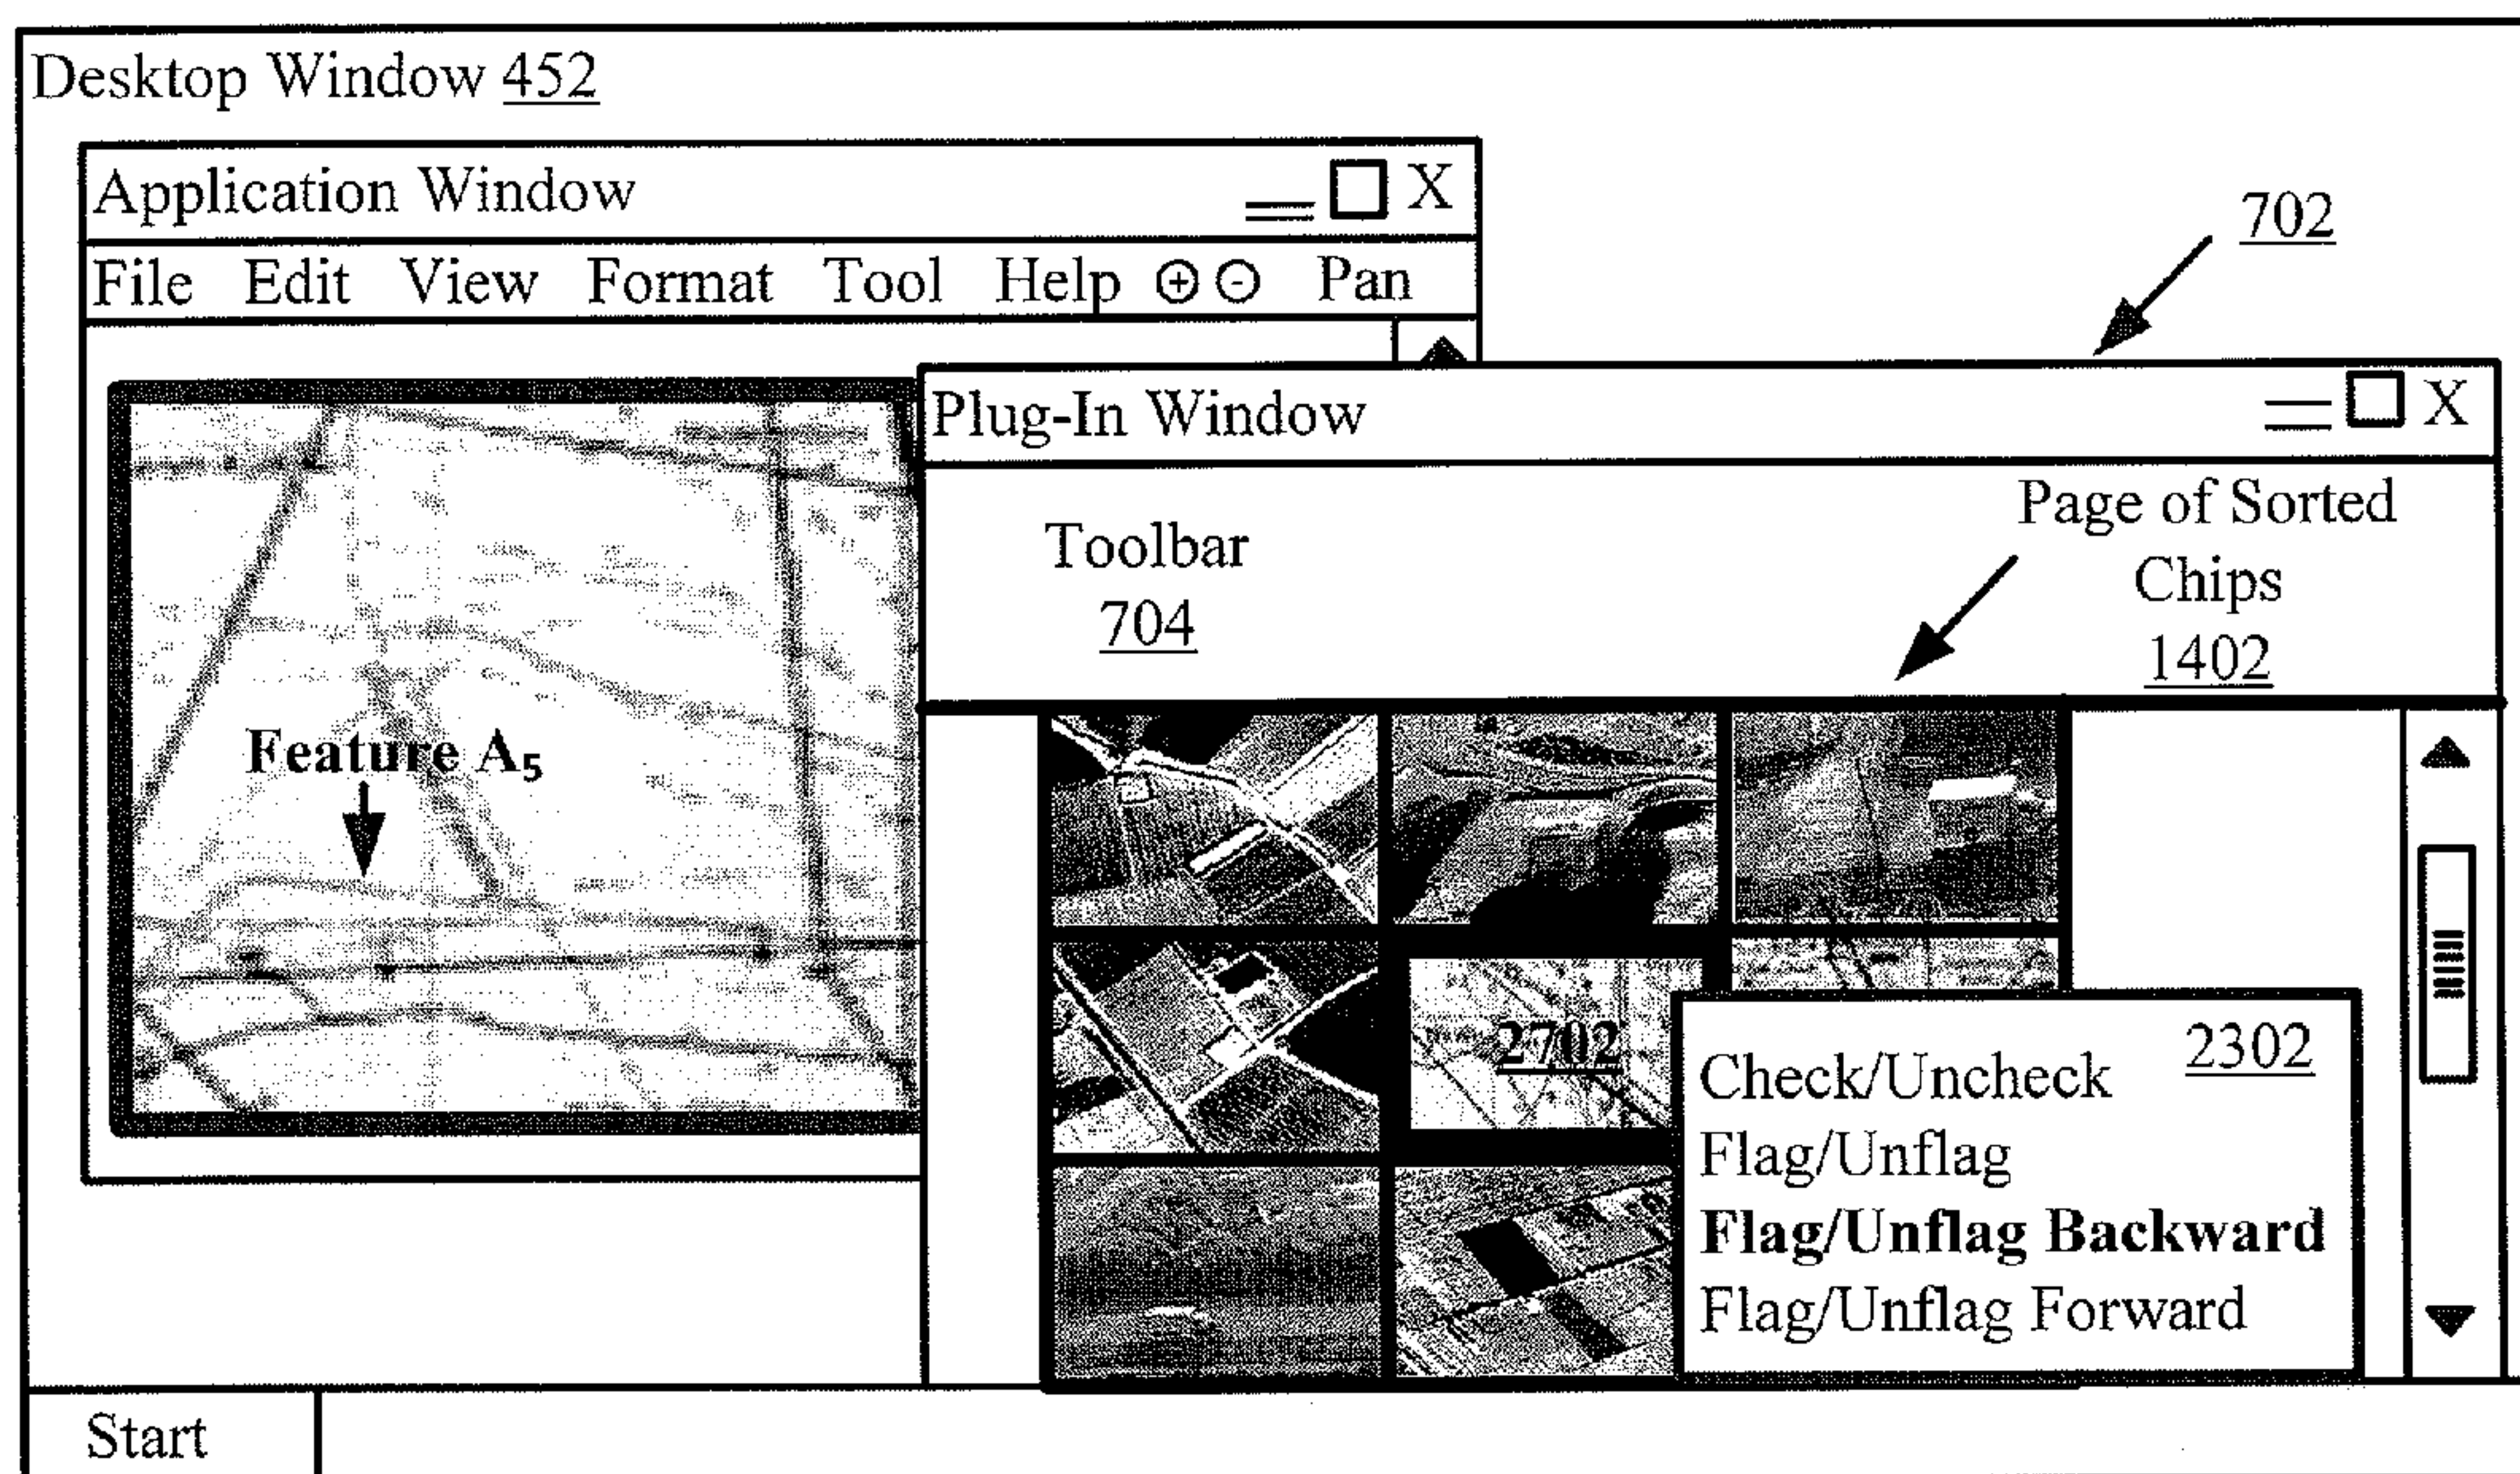 Desktop Window 452
Application Window X
File Edit View Format Tool Help + - Pan
702
Plug-In Window X
Page of Sorted
Chips
1402
Toolbar
704
Feature A₅
2702
2302
Check/Uncheck
Flag/Unflag
Flag/Unflag Backward
Flag/Unflag Forward
Start